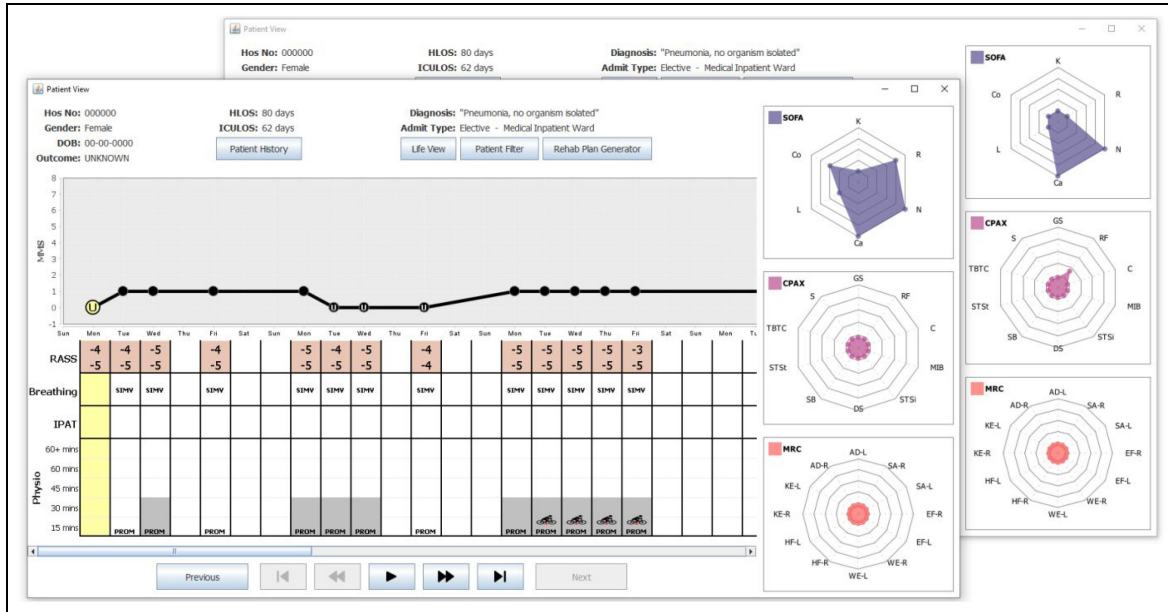 Patient View
Hos No: 000000 HLOS: 80 days Diagnosis: "Pneumonia, no organism isolated"
Gender: Female ICULOS: 62 days Admit Type: Elective - Medical Inpatient Ward
SOFA
K
Co R
L N
Ca
CPAX
GS
S RF
TBTC C
STSt MIB
SB STSi
DS
MRC
AD-L
AD-R SA-R
KE-L SA-L
KE-R EF-R
HF-L EF-L
HF-R WE-R
WE-L
Patient View
Hos No: 000000 HLOS: 80 days Diagnosis: "Pneumonia, no organism isolated"
Gender: Female ICULOS: 62 days Admit Type: Elective - Medical Inpatient Ward
DOB: 00-00-0000 Patient History Life View Patient Filter Rehab Plan Generator
Outcome: UNKNOWN
MMS
8
7
6
5
4
3
2
1
0
-1
U U U U
Sun Mon Tue Wed Thu Fri Sat Sun Mon Tue Wed Thu Fri Sat Sun Mon Tue Wed Thu Fri Sat Sun Mon Tu
RASS
-4 -4 -5 -4 -5 -4 -5 -4 -5 -5 -5 -5 -3
-5 -5 -5 -5 -5 -5 -5 -4 -5 -5 -5 -5 -5
Breathing SIMV SIMV SIMV SIMV SIMV SIMV SIMV SIMV SIMV SIMV SIMV SIMV
IPAT
Physio
60+ mins
60 mins
45 mins
30 mins
15 mins PROM PROM PROM PROM PROM PROM PROM PROM PROM PROM PROM PROM
Previous Next
SOFA
K
Co R
L N
Ca
CPAX
GS
S RF
TBTC C
STSt MIB
SB STSi
DS
MRC
AD-L
AD-R SA-R
KE-L SA-L
KE-R EF-R
HF-L EF-L
HF-R WE-R
WE-L